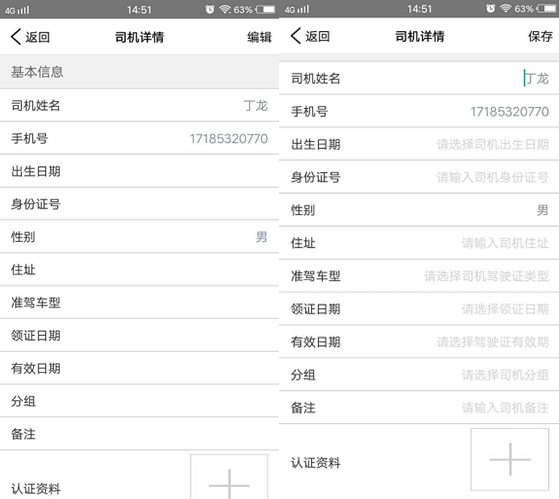 4G 14:51 63%
返回 司机详情 编辑
基本信息
司机姓名 丁龙
手机号 17185320770
出生日期
身份证号
性别 男
住址
准驾车型
领证日期
有效日期
分组
备注
认证资料
4G 14:51 63%
返回 司机详情 保存
司机姓名 丁龙
手机号 17185320770
出生日期 请选择司机出生日期
身份证号 请输入司机身份证号
性别 男
住址 请输入司机住址
准驾车型 请选择司机驾驶证类型
领证日期 请选择领证日期
有效日期 请选择驾驶证有效期
分组 请选择司机分组
备注 请输入司机备注
认证资料